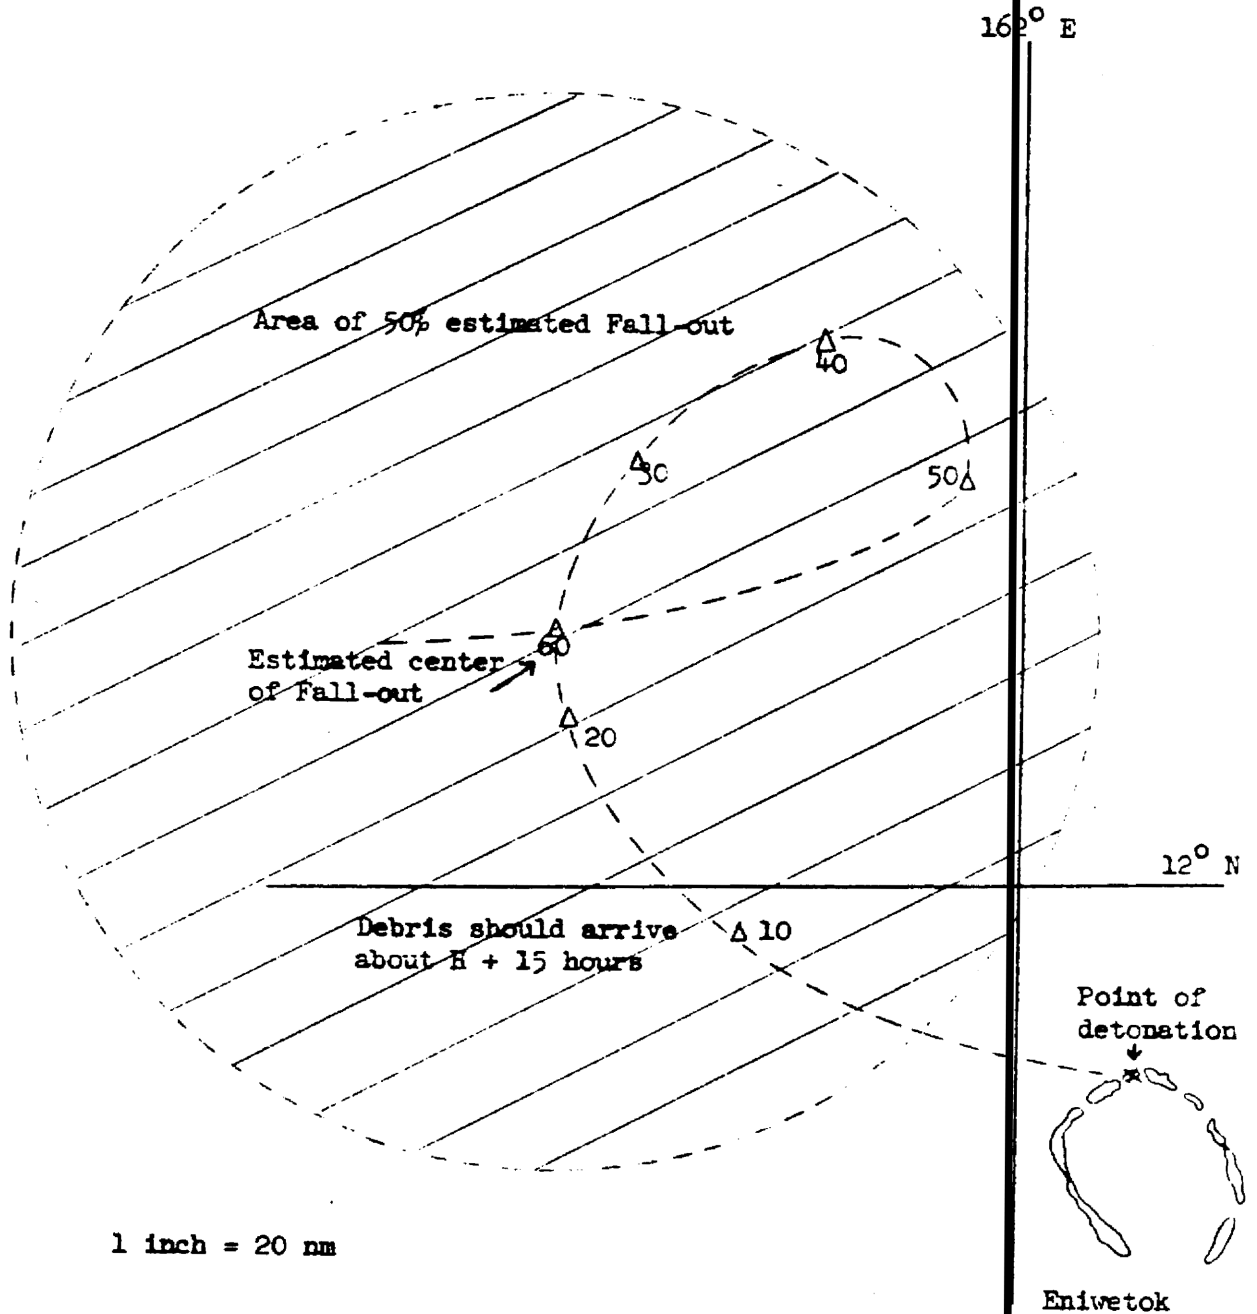 162° E
Area of 50% estimated Fall-out
40
30
50
60
Estimated center
of Fall-out
20
12° N
Debris should arrive
about H + 15 hours
10
Point of
detonation
1 inch = 20 nm
Eniwetok